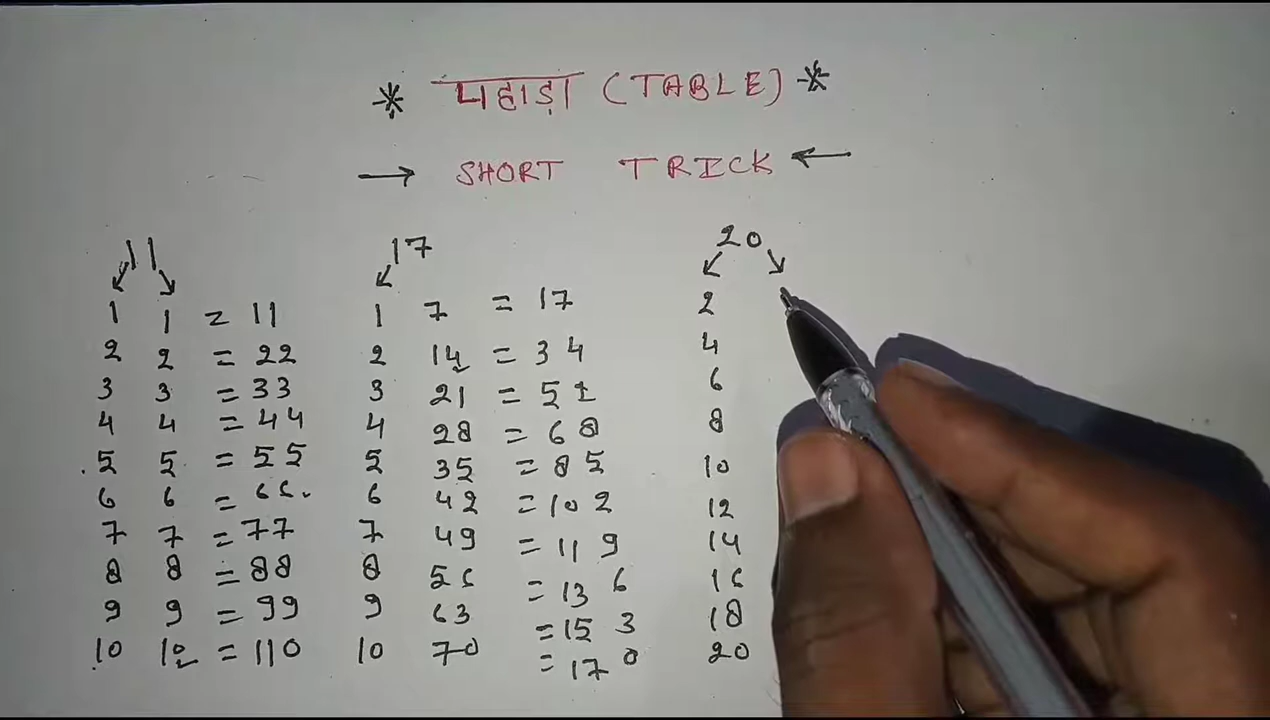 * पहाड़ा (TABLE) *
→ SHORT TRICK ←
11 17 20
1 1 = 11 1 7 = 17 2
2 2 = 22 2 14 = 34 4
3 3 = 33 3 21 = 51 6
4 4 = 44 4 28 = 68 8
5 5 = 55 5 35 = 85 10
6 6 = 66 6 42 = 102 12
7 7 = 77 7 49 = 119 14
8 8 = 88 8 56 = 136 16
9 9 = 99 9 63 = 153 18
10 10 = 110 10 70 = 170 20